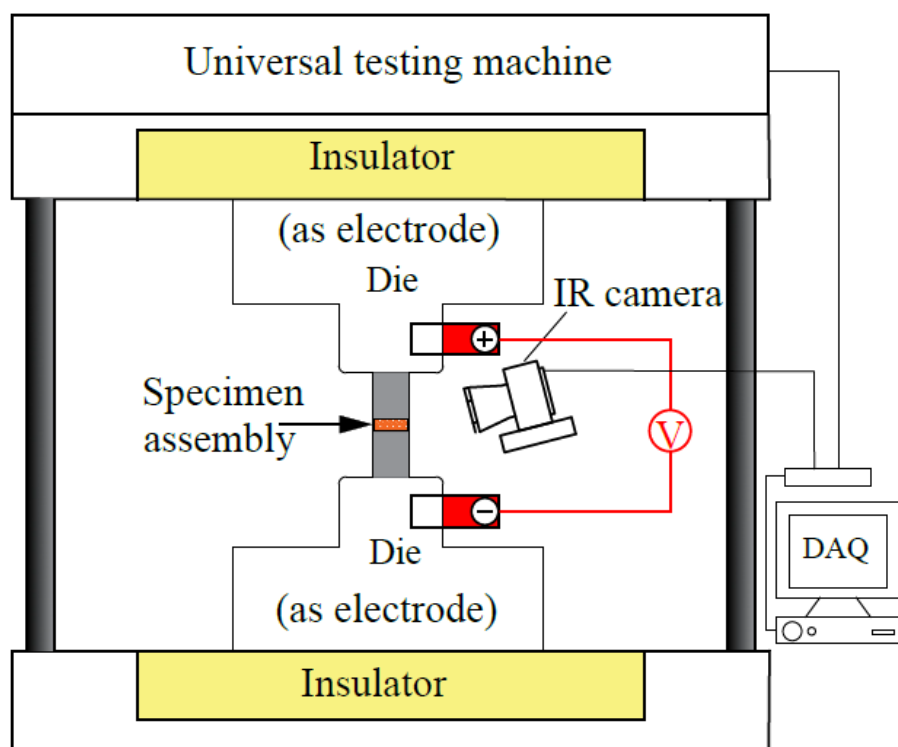 Universal testing machine
Insulator
(as electrode)
Die
IR camera
+
Specimen
assembly
V
−
DAQ
Die
(as electrode)
Insulator